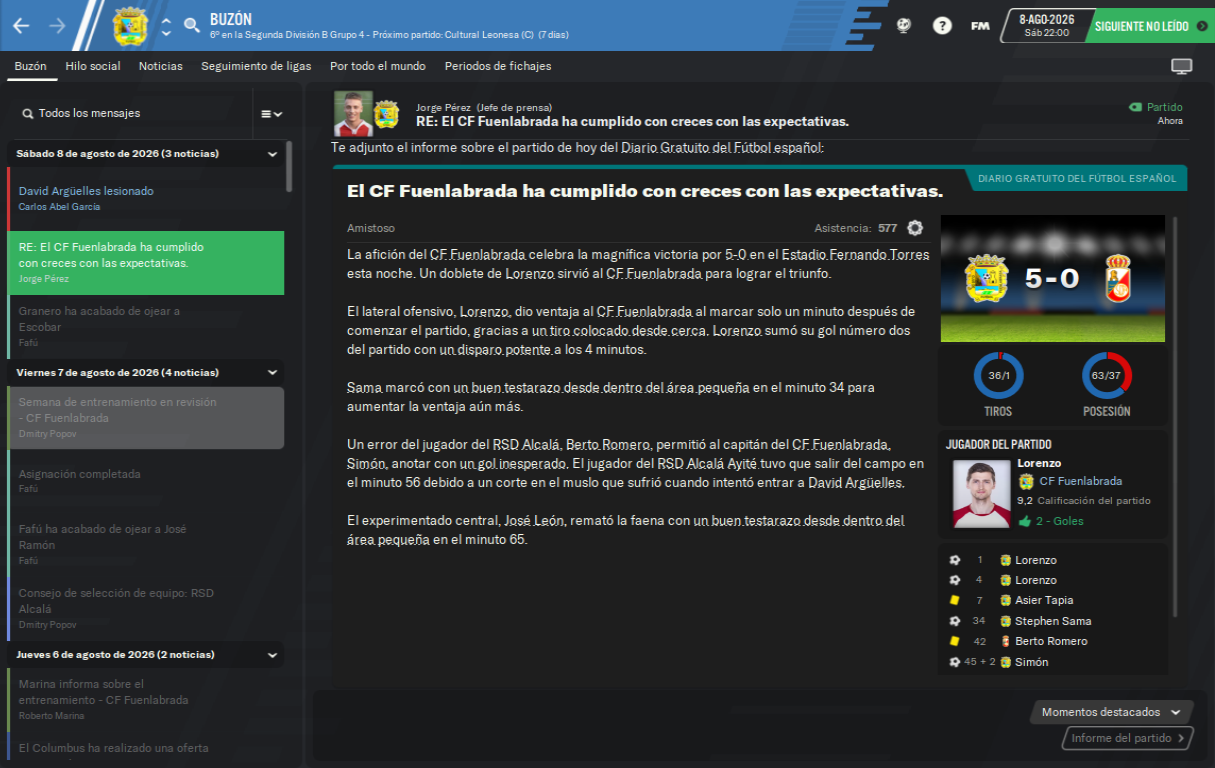 BUZÓN
6º en la Segunda División B Grupo 4 - Próximo partido: Cultural Leonesa (C) (7 días)
FM
8-AGO-2026
Sáb 22:00
SIGUIENTE NO LEÍDO
Buzón
Hilo social
Noticias
Seguimiento de ligas
Por todo el mundo
Periodos de fichajes
Todos los mensajes
Sábado 8 de agosto de 2026 (3 noticias)
David Argüelles lesionado
Carlos Abel García
RE: El CF Fuenlabrada ha cumplido
con creces con las expectativas.
Jorge Pérez
Granero ha acabado de ojear a
Escobar
Fafú
Viernes 7 de agosto de 2026 (4 noticias)
Semana de entrenamiento en revisión
- CF Fuenlabrada
Dmitry Popov
Asignación completada
Fafú
Fafú ha acabado de ojear a José
Ramón
Fafú
Consejo de selección de equipo: RSD
Alcalá
Dmitry Popov
Jueves 6 de agosto de 2026 (2 noticias)
Marina informa sobre el
entrenamiento - CF Fuenlabrada
Roberto Marina
El Columbus ha realizado una oferta
Jorge Pérez (Jefe de prensa)
RE: El CF Fuenlabrada ha cumplido con creces con las expectativas.
Partido
Ahora
Te adjunto el informe sobre el partido de hoy del Diario Gratuito del Fútbol español:
DIARIO GRATUITO DEL FÚTBOL ESPAÑOL
El CF Fuenlabrada ha cumplido con creces con las expectativas.
Amistoso
Asistencia: 577
La afición del CF Fuenlabrada celebra la magnífica victoria por 5-0 en el Estadio Fernando Torres
esta noche. Un doblete de Lorenzo sirvió al CF Fuenlabrada para lograr el triunfo.
El lateral ofensivo, Lorenzo, dio ventaja al CF Fuenlabrada al marcar solo un minuto después de
comenzar el partido, gracias a un tiro colocado desde cerca. Lorenzo sumó su gol número dos
del partido con un disparo potente a los 4 minutos.
Sama marcó con un buen testarazo desde dentro del área pequeña en el minuto 34 para
aumentar la ventaja aún más.
Un error del jugador del RSD Alcalá, Berto Romero, permitió al capitán del CF Fuenlabrada,
Simón, anotar con un gol inesperado. El jugador del RSD Alcalá Ayité tuvo que salir del campo en
el minuto 56 debido a un corte en el muslo que sufrió cuando intentó entrar a David Argüelles.
El experimentado central, José León, remató la faena con un buen testarazo desde dentro del
área pequeña en el minuto 65.
5-0
36/1
TIROS
63/37
POSESIÓN
JUGADOR DEL PARTIDO
Lorenzo
CF Fuenlabrada
9,2 Calificación del partido
2 - Goles
1 Lorenzo
4 Lorenzo
7 Asier Tapia
34 Stephen Sama
42 Berto Romero
45 + 2 Simón
Momentos destacados
Informe del partido